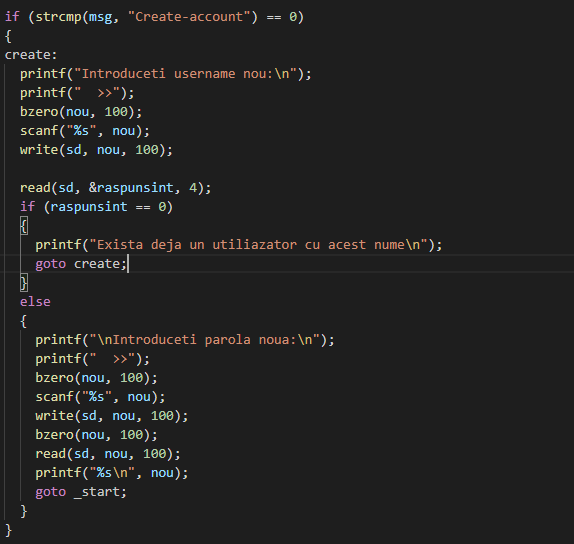 if (strcmp(msg, "Create-account") == 0)
{
create:
printf("Introduceti username nou:\n");
printf("  >>");
bzero(nou, 100);
scanf("%s", nou);
write(sd, nou, 100);
read(sd, &raspunsint, 4);
if (raspunsint == 0)
{
printf("Exista deja un utiliazator cu acest nume\n");
goto create;
}
else
{
printf("\nIntroduceti parola noua:\n");
printf("  >>");
bzero(nou, 100);
scanf("%s", nou);
write(sd, nou, 100);
bzero(nou, 100);
read(sd, nou, 100);
printf("%s\n", nou);
goto _start;
}
}